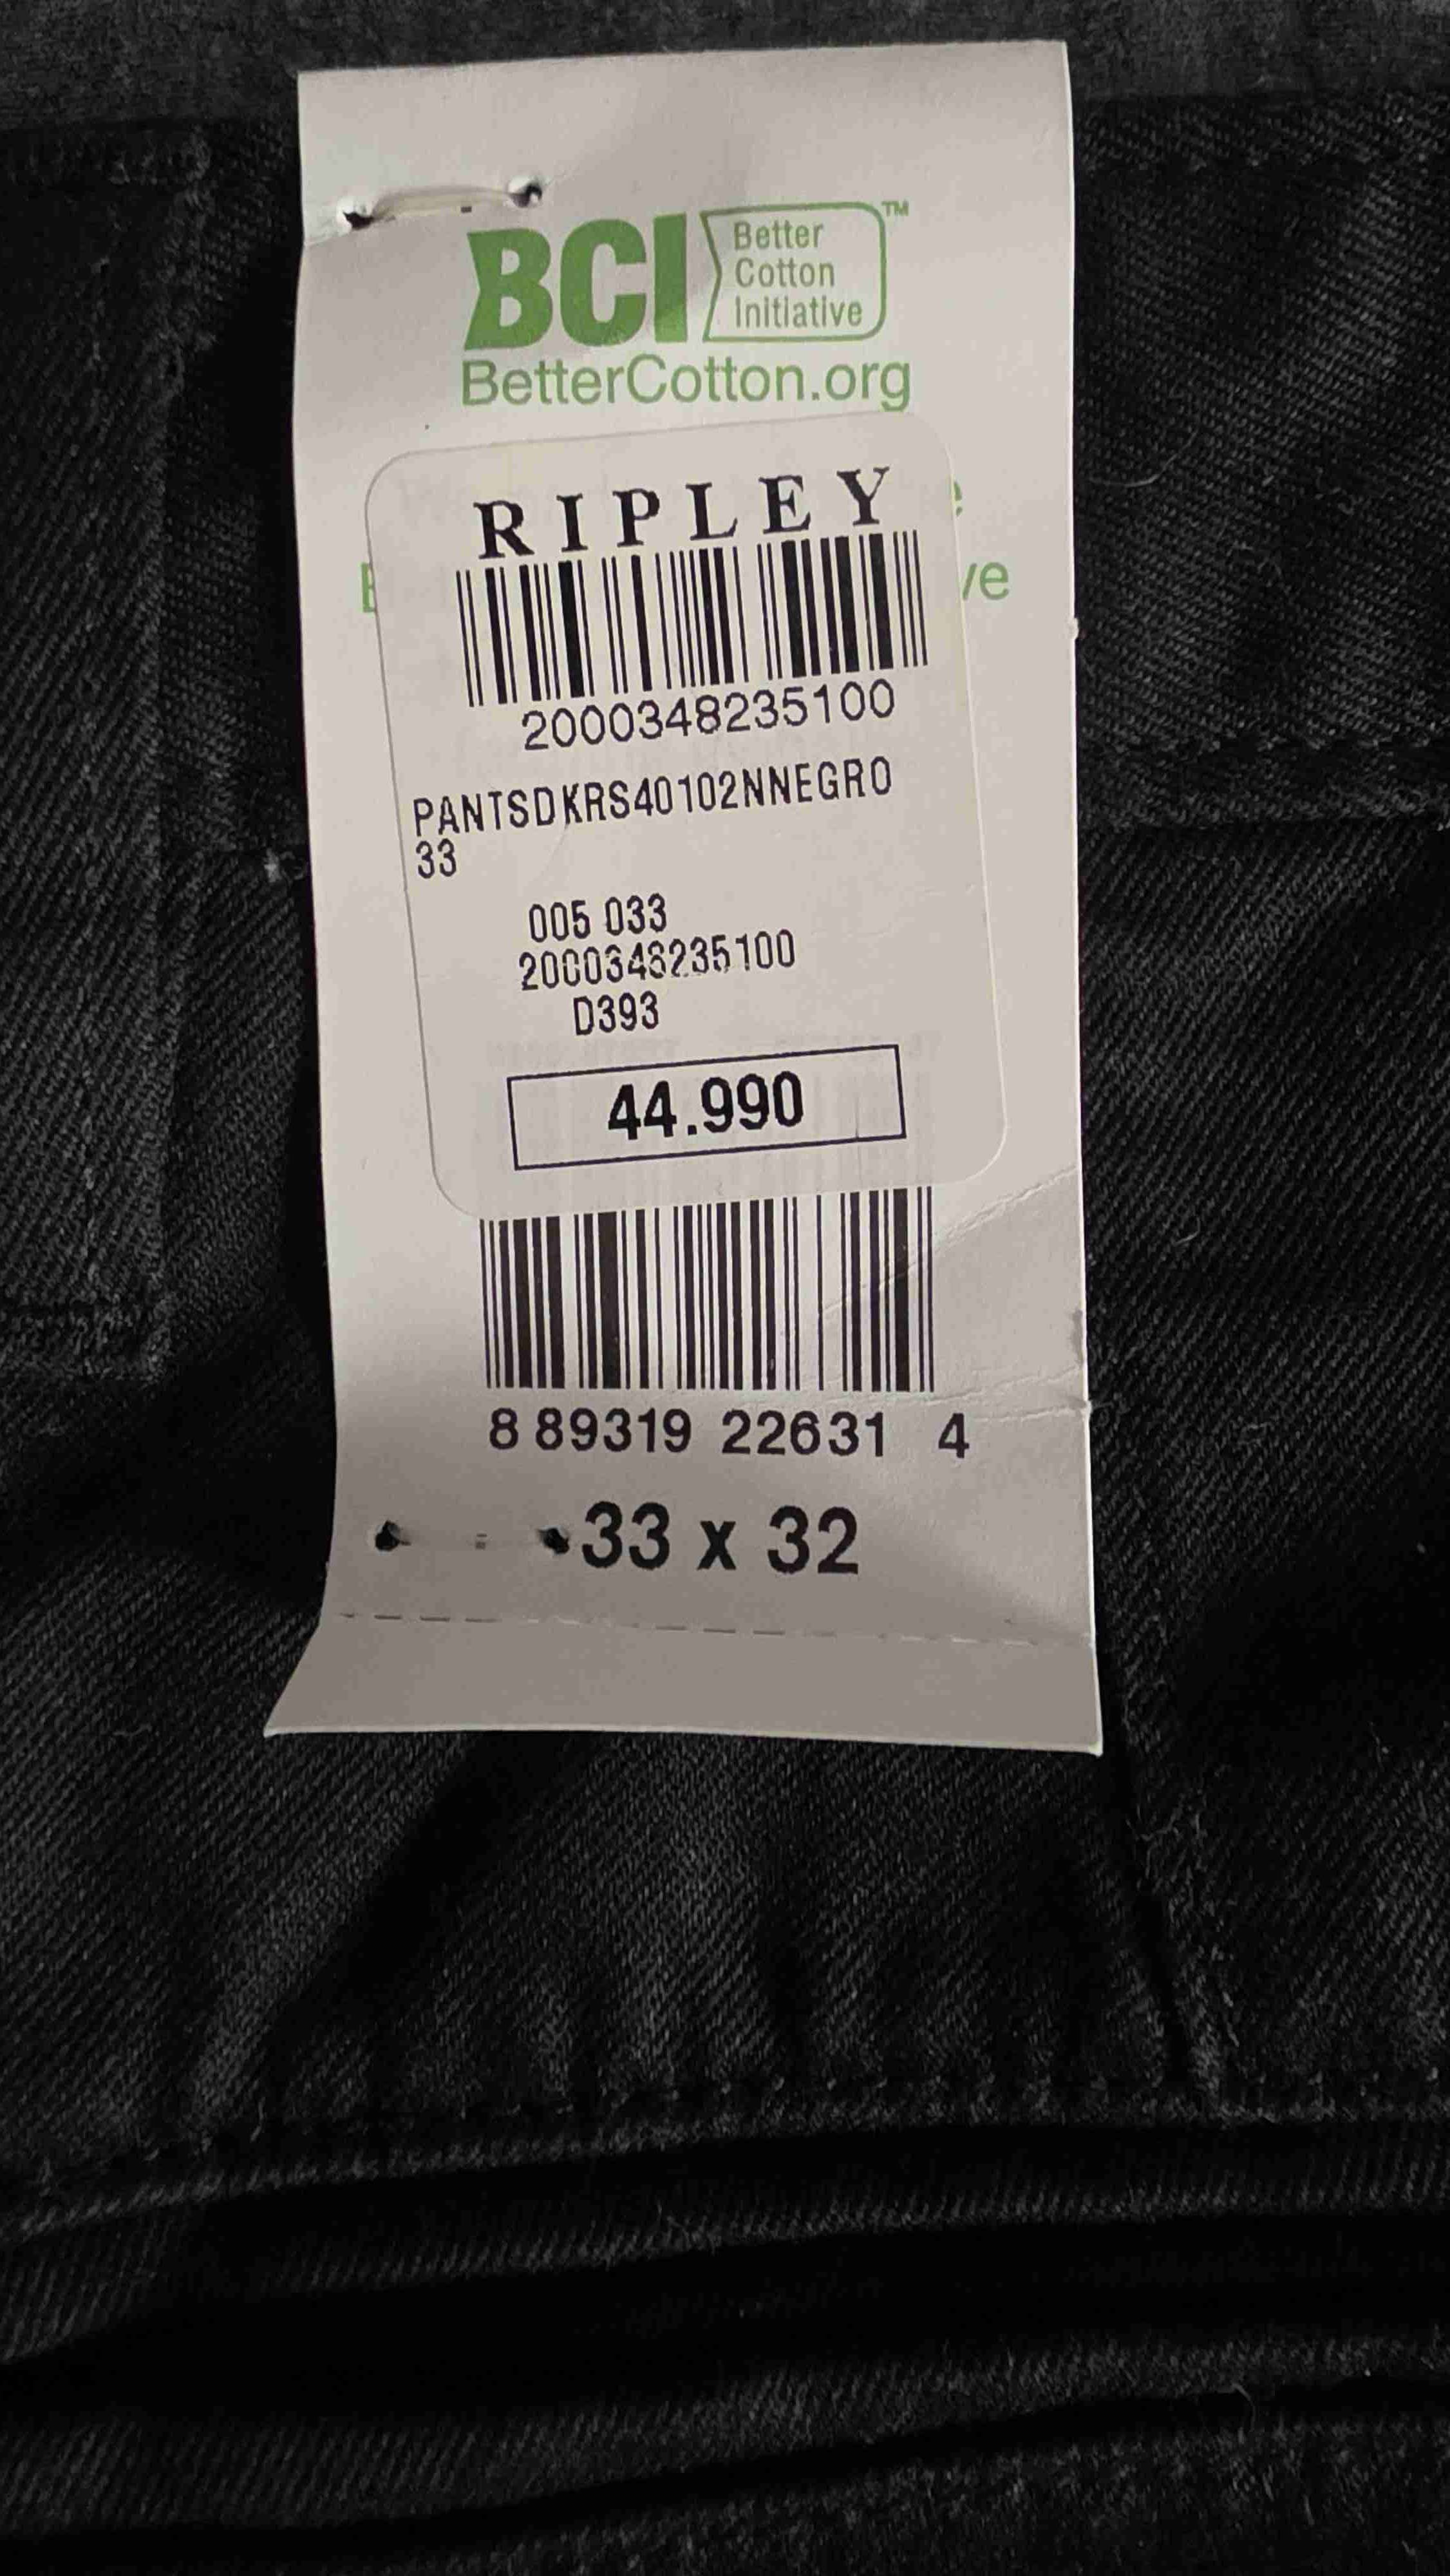 BCI Better Cotton Initiative ™
BetterCotton.org
RIPLEY
2000348235100
PANTSDKRS40102NNEGRO
33
005 033
2000348235100
D393
44.990
8 89319 22631 4
33 x 32